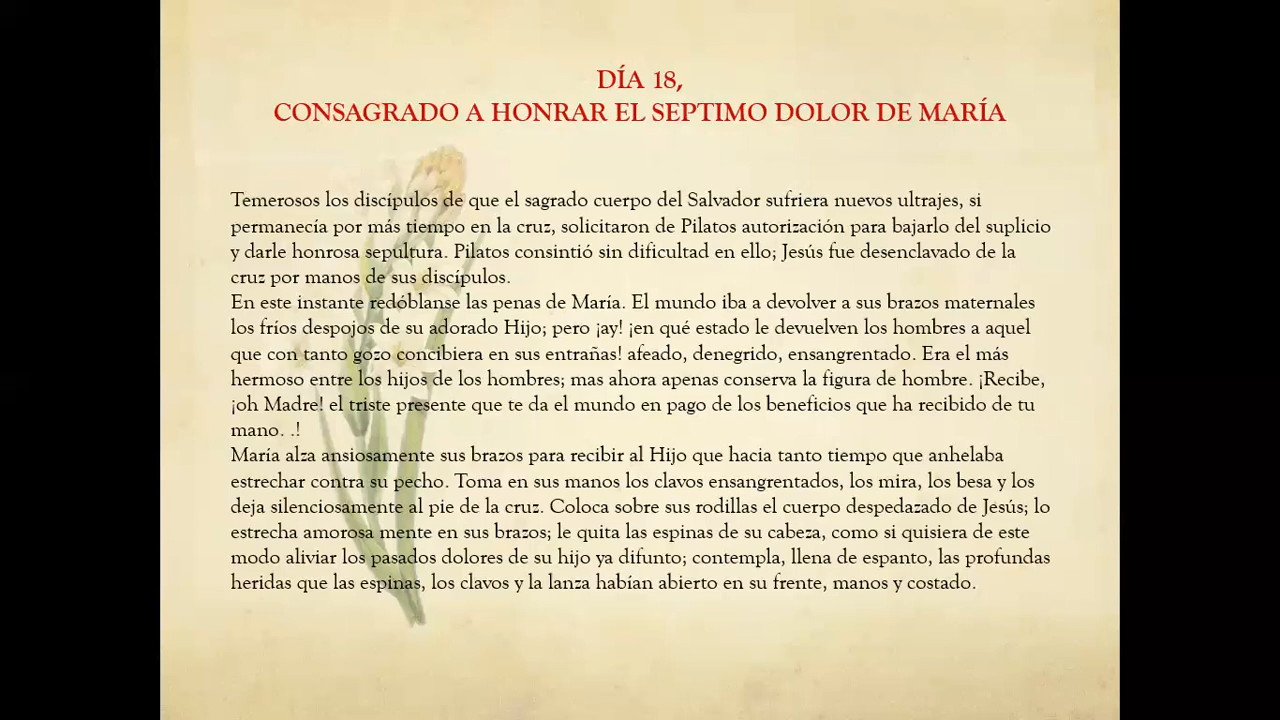 DÍA 18,
CONSAGRADO A HONRAR EL SEPTIMO DOLOR DE MARÍA
Temerosos los discípulos de que el sagrado cuerpo del Salvador sufriera nuevos ultrajes, si
permanecía por más tiempo en la cruz, solicitaron de Pilatos autorización para bajarlo del suplicio
y darle honrosa sepultura. Pilatos consintió sin dificultad en ello; Jesús fue desenclavado de la
cruz por manos de sus discípulos.
En este instante redóblanse las penas de María. El mundo iba a devolver a sus brazos maternales
los fríos despojos de su adorado Hijo; pero ¡ay! ¡en qué estado le devuelven los hombres a aquel
que con tanto gozo concibiera en sus entrañas! afeado, denegrido, ensangrentado. Era el más
hermoso entre los hijos de los hombres; mas ahora apenas conserva la figura de hombre. ¡Recibe,
¡oh Madre! el triste presente que te da el mundo en pago de los beneficios que ha recibido de tu
mano. .!
María alza ansiosamente sus brazos para recibir al Hijo que hacia tanto tiempo que anhelaba
estrechar contra su pecho. Toma en sus manos los clavos ensangrentados, los mira, los besa y los
deja silenciosamente al pie de la cruz. Coloca sobre sus rodillas el cuerpo despedazado de Jesús; lo
estrecha amorosa mente en sus brazos; le quita las espinas de su cabeza, como si quisiera de este
modo aliviar los pasados dolores de su hijo ya difunto; contempla, llena de espanto, las profundas
heridas que las espinas, los clavos y la lanza habían abierto en su frente, manos y costado.